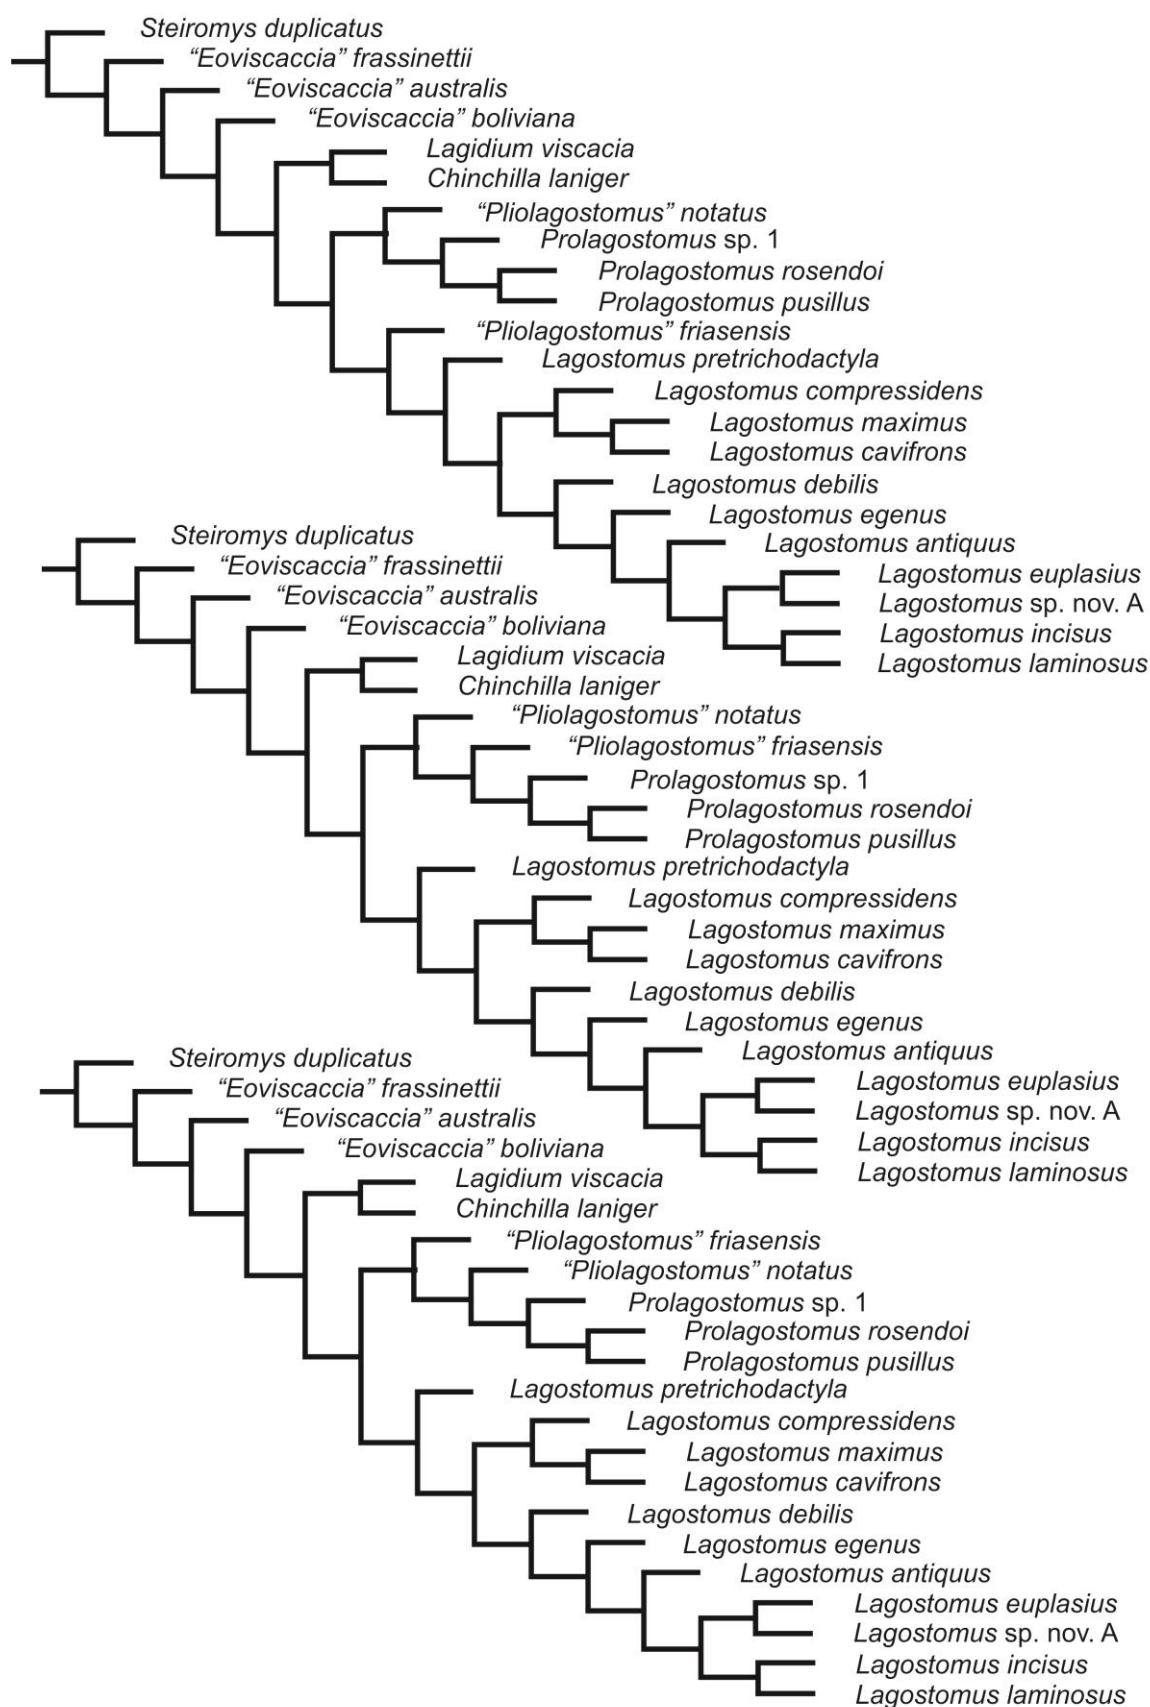 Steiromys duplicatus
“Eoviscaccia” frassinettii
“Eoviscaccia” australis
“Eoviscaccia” boliviana
Lagidium viscacia
Chinchilla laniger
“Pliolagostomus” notatus
Prolagostomus sp. 1
Prolagostomus rosendoi
Prolagostomus pusillus
“Pliolagostomus” friasensis
Lagostomus pretrichodactyla
Lagostomus compressidens
Lagostomus maximus
Lagostomus cavifrons
Lagostomus debilis
Lagostomus egenus
Lagostomus antiquus
Lagostomus euplasius
Lagostomus sp. nov. A
Lagostomus incisus
Lagostomus laminosus
Steiromys duplicatus
“Eoviscaccia” frassinettii
“Eoviscaccia” australis
“Eoviscaccia” boliviana
Lagidium viscacia
Chinchilla laniger
“Pliolagostomus” notatus
“Pliolagostomus” friasensis
Prolagostomus sp. 1
Prolagostomus rosendoi
Prolagostomus pusillus
Lagostomus pretrichodactyla
Lagostomus compressidens
Lagostomus maximus
Lagostomus cavifrons
Lagostomus debilis
Lagostomus egenus
Lagostomus antiquus
Lagostomus euplasius
Lagostomus sp. nov. A
Lagostomus incisus
Lagostomus laminosus
Steiromys duplicatus
“Eoviscaccia” frassinettii
“Eoviscaccia” australis
“Eoviscaccia” boliviana
Lagidium viscacia
Chinchilla laniger
“Pliolagostomus” friasensis
“Pliolagostomus” notatus
Prolagostomus sp. 1
Prolagostomus rosendoi
Prolagostomus pusillus
Lagostomus pretrichodactyla
Lagostomus compressidens
Lagostomus maximus
Lagostomus cavifrons
Lagostomus debilis
Lagostomus egenus
Lagostomus antiquus
Lagostomus euplasius
Lagostomus sp. nov. A
Lagostomus incisus
Lagostomus laminosus